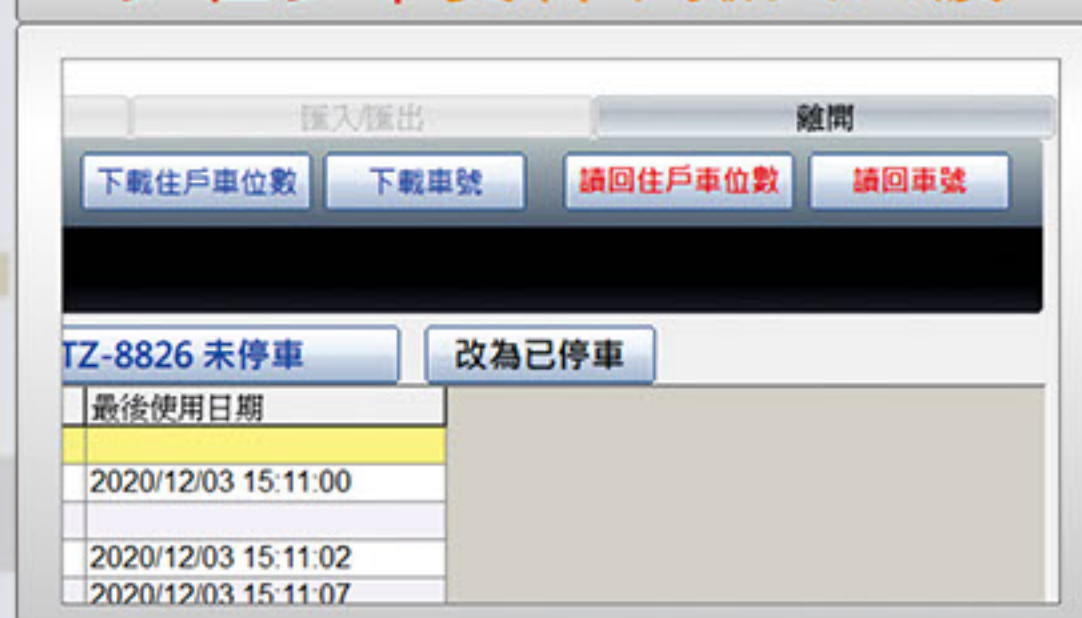 匯入/匯出 離開
下載住戶車位數 下載車號 讀回住戶車位數 讀回車號
TZ-8826 未停車 改為已停車
最後使用日期
2020/12/03 15:11:00
2020/12/03 15:11:02
2020/12/03 15:11:07